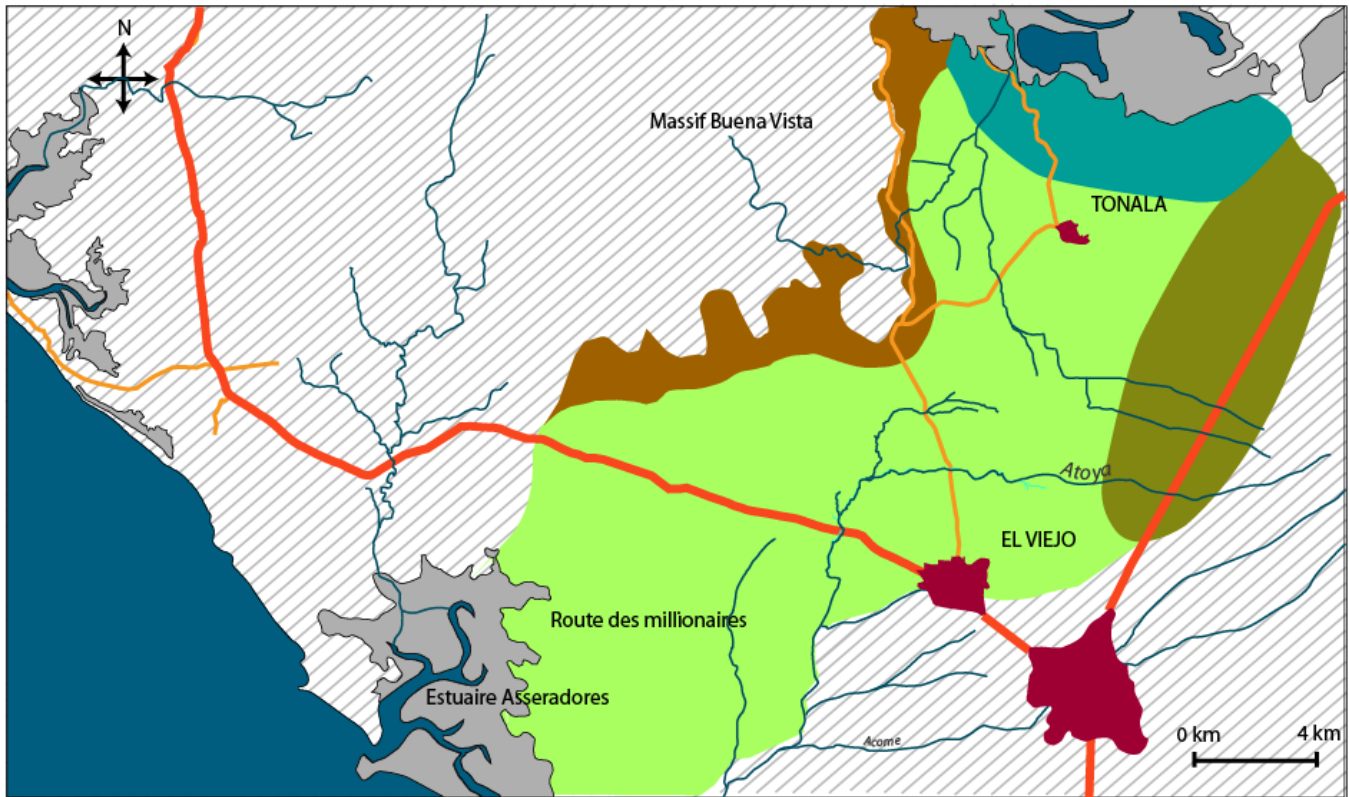 N
Massif Buena Vista
TONALA
Atoya
EL VIEJO
Route des millionaires
Estuaire Asseradores
Acome
0 km 4 km